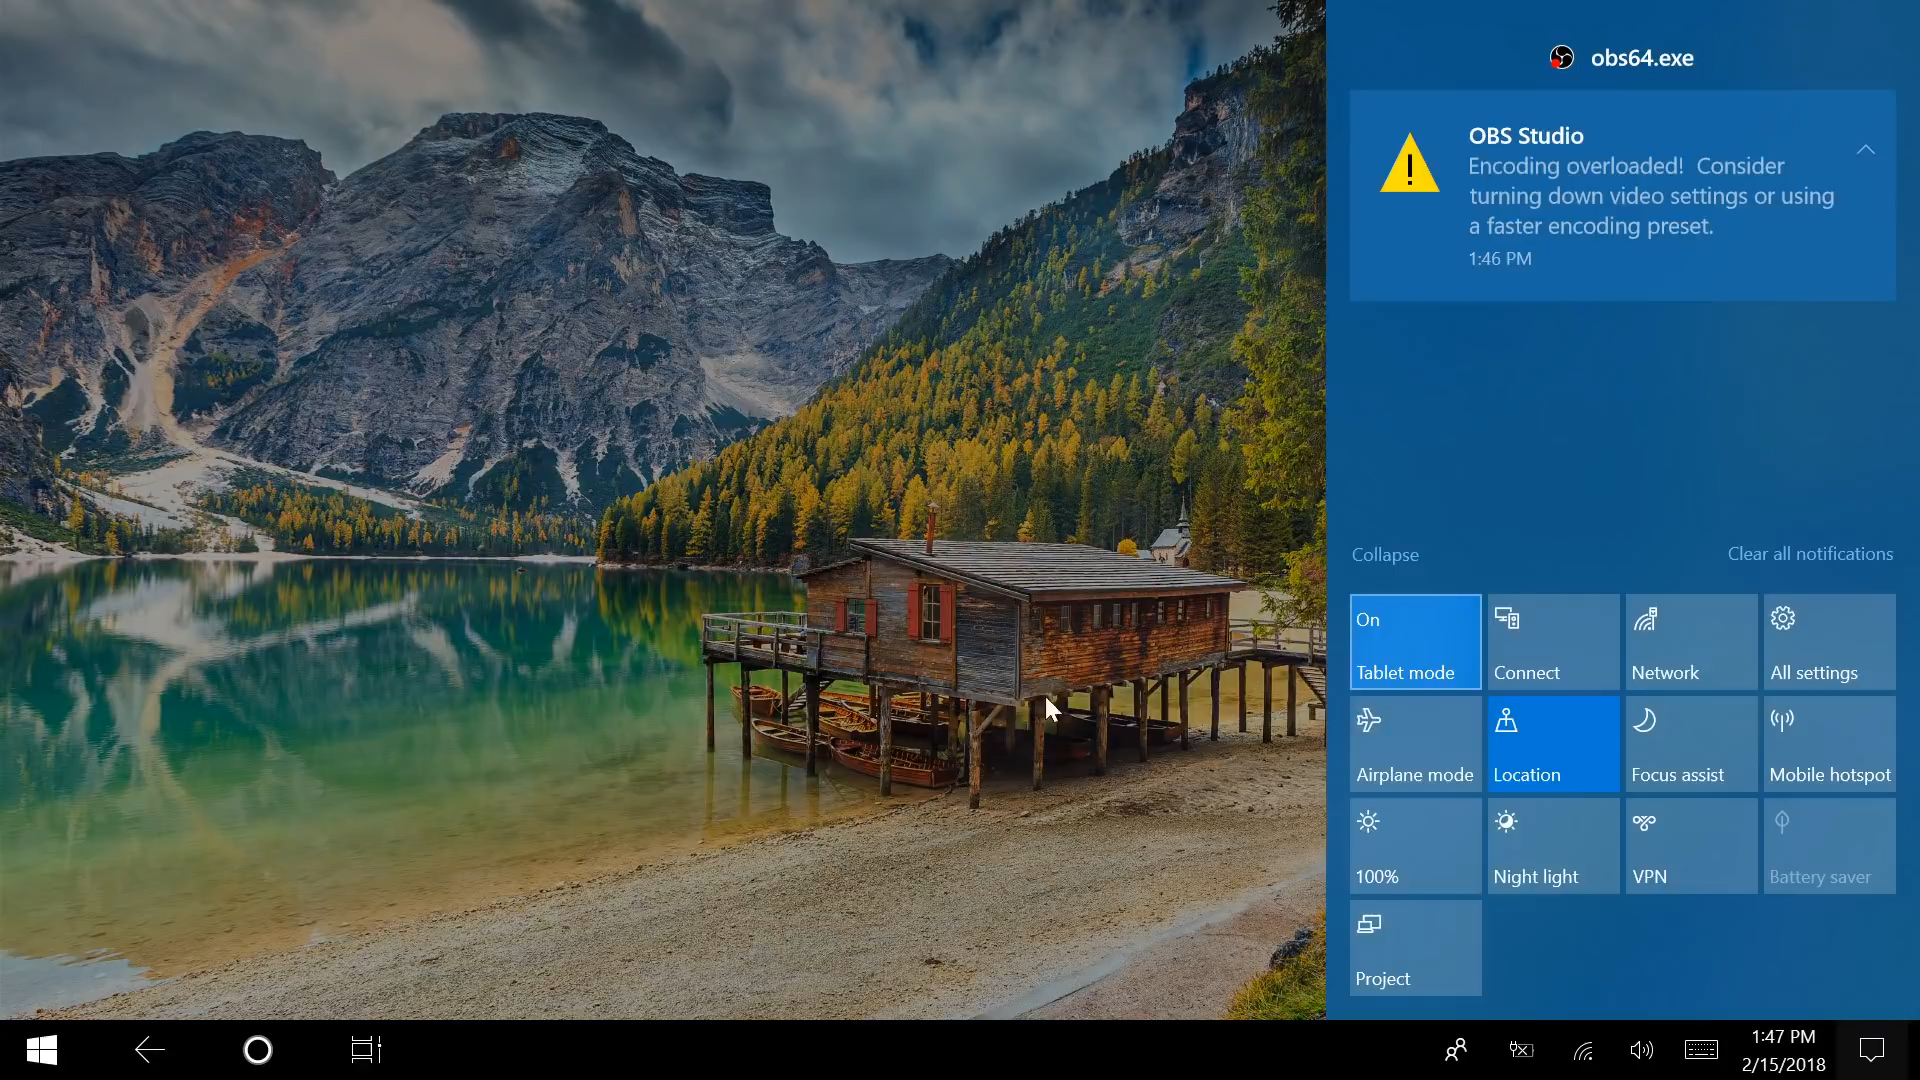 obs64.exe
OBS Studio
Encoding overloaded!  Consider
turning down video settings or using
a faster encoding preset.
1:46 PM
Collapse
Clear all notifications
On
Tablet mode
Connect
Network
All settings
Airplane mode
Location
Focus assist
Mobile hotspot
100%
Night light
VPN
Battery saver
Project
1:47 PM
2/15/2018